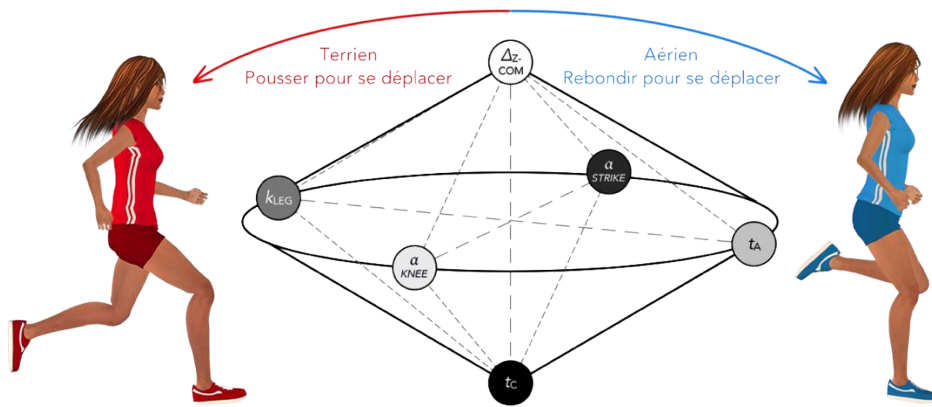 Terrien
Pousser pour se déplacer
Aérien
Rebondir pour se déplacer
Δz-
COM
α
STRIKE
kLEG
tA
α
KNEE
tC